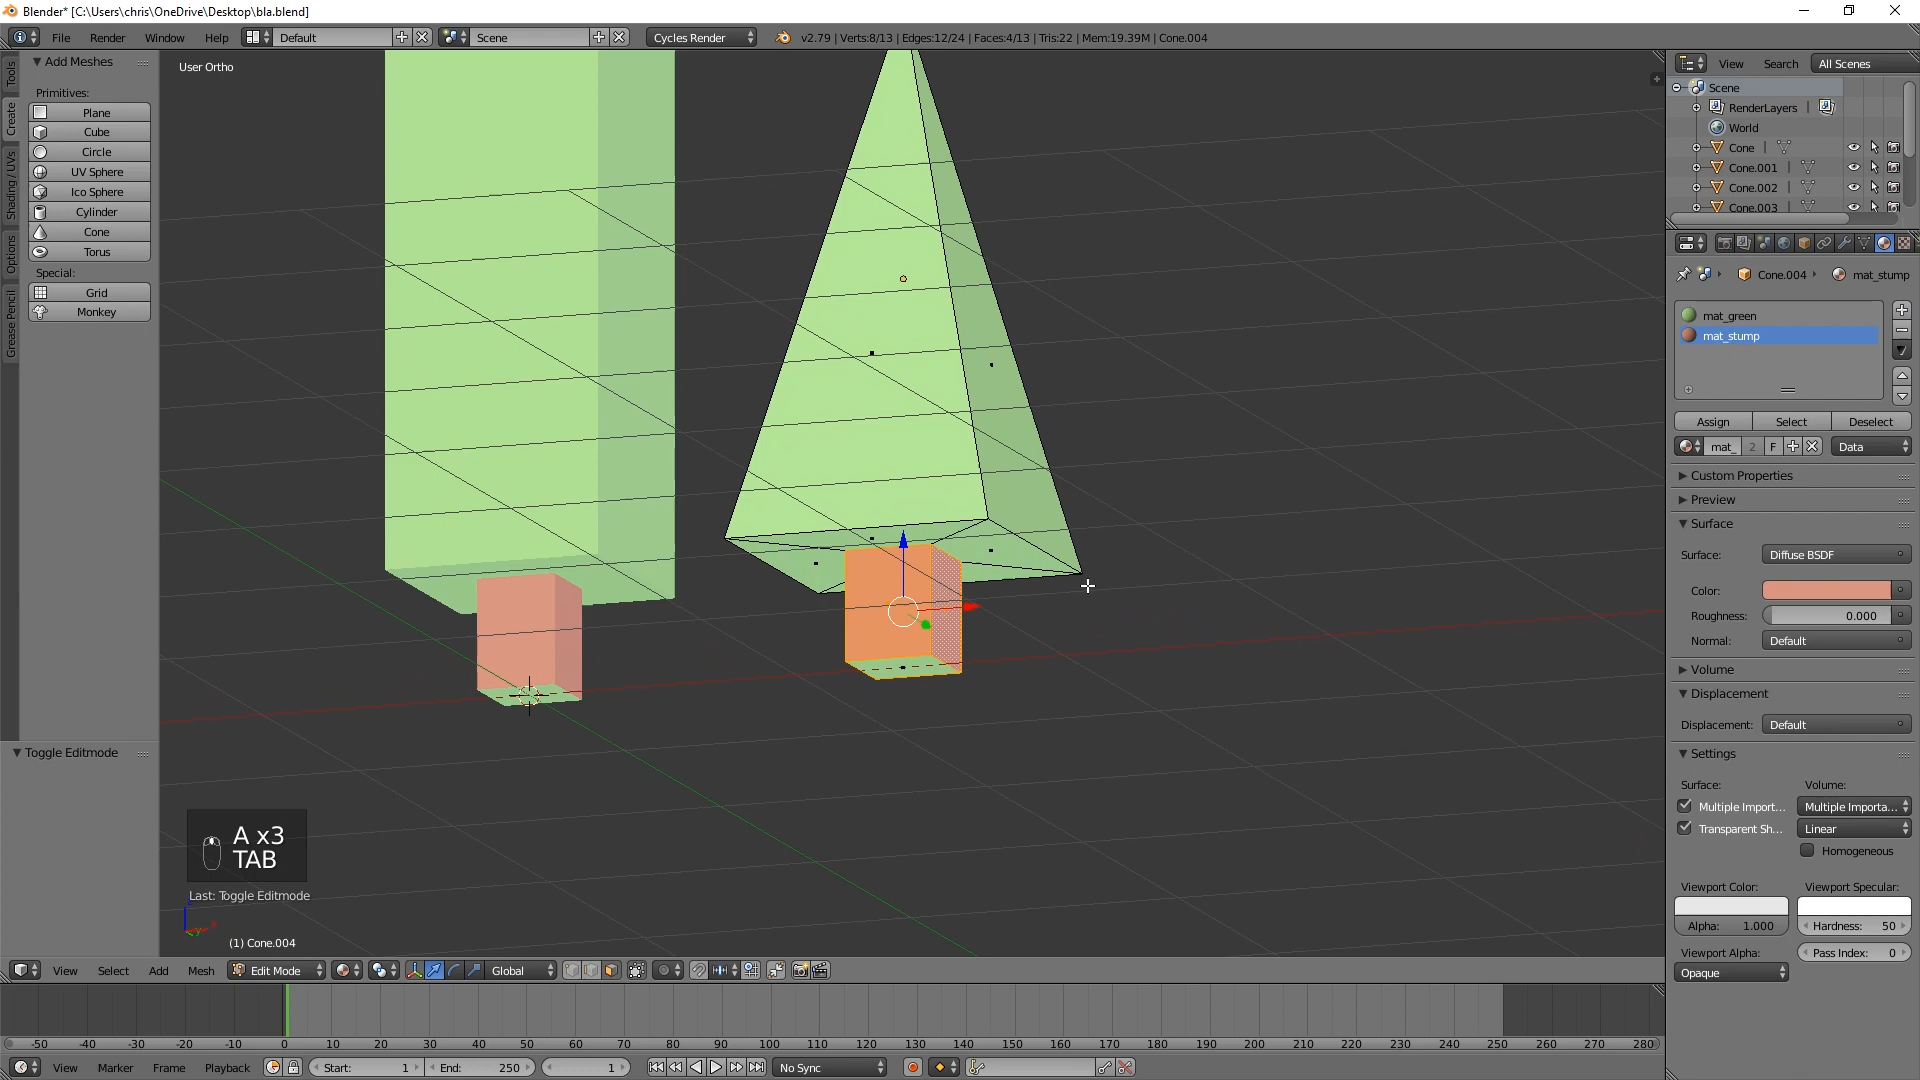 Blender* [C:\Users\chris\OneDrive\Desktop\bla.blend]
File Render Window Help Default Scene Cycles Render v2.79 | Verts:8/13 | Edges:12/24 | Faces:4/13 | Tris:22 | Mem:19.39M | Cone.004
Tools
Create
Shading / UVs
Options
Grease Pencil
Add Meshes
Primitives:
Plane
Cube
Circle
UV Sphere
Ico Sphere
Cylinder
Cone
Torus
Special:
Grid
Monkey
Toggle Editmode
User Ortho
A x3
TAB
Last: Toggle Editmode
(1) Cone.004
View Select Add Mesh Edit Mode Global
-50 -40 -30 -20 -10 0 10 20 30 40 50 60 70 80 90 100 110 120 130 140 150 160 170 180 190 200 210 220 230 240 250 260 270 280
View Marker Frame Playback Start: 1 End: 250 1 No Sync
View Search All Scenes
Scene
RenderLayers
World
Cone
Cone.001
Cone.002
Cone.003
Cone.004 mat_stump
mat_green
mat_stump
Assign Select Deselect
mat_ 2 F Data
Custom Properties
Preview
Surface
Surface: Diffuse BSDF
Color:
Roughness: 0.000
Normal: Default
Volume
Displacement
Displacement: Default
Settings
Surface: Volume:
Multiple Import... Multiple Importa...
Transparent Sh... Linear
Homogeneous
Viewport Color: Viewport Specular:
Alpha: 1.000 Hardness: 50
Viewport Alpha: Pass Index: 0
Opaque